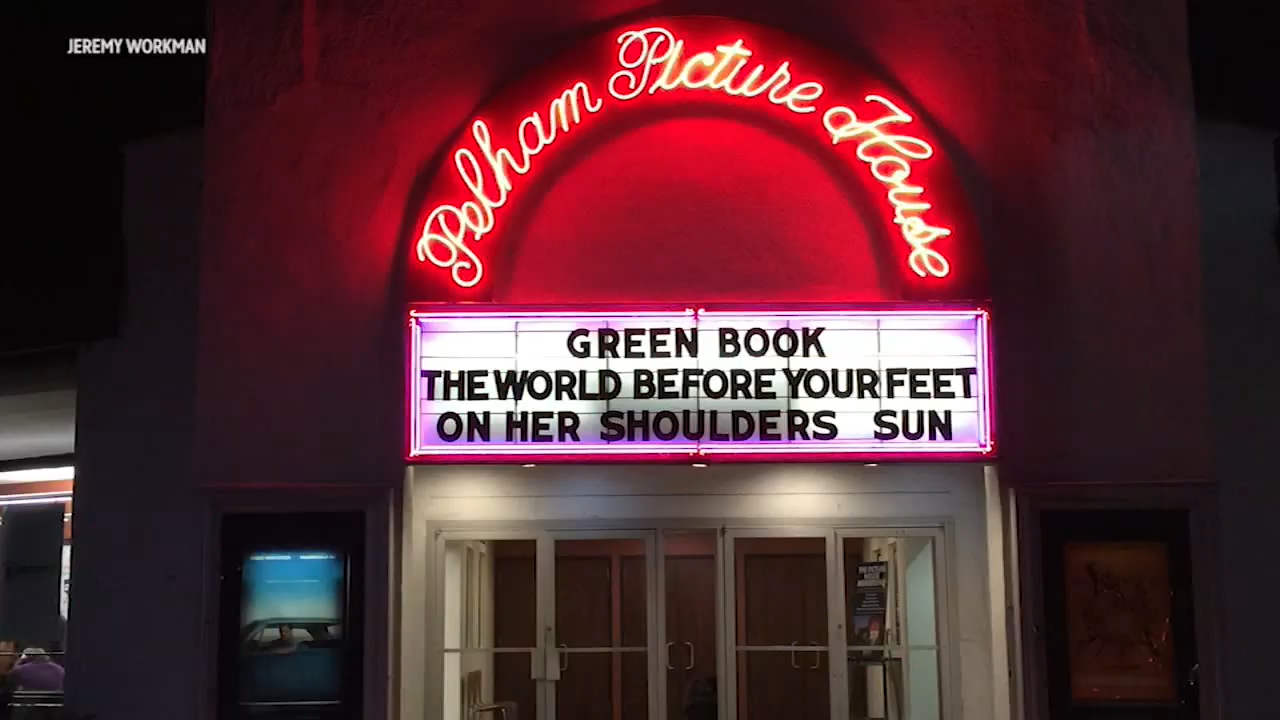 JEREMY WORKMAN
Pelham Picture House
GREEN BOOK
THE WORLD BEFORE YOUR FEET
ON HER SHOULDERS SUN